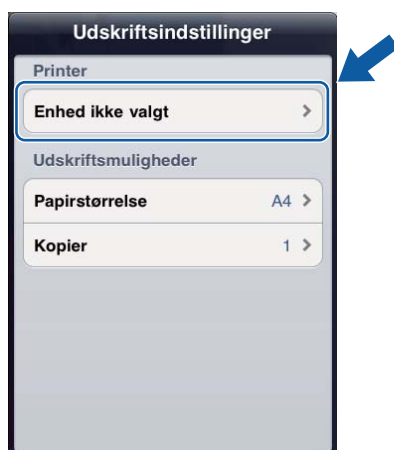 Udskriftsindstillinger
Printer
Enhed ikke valgt
Udskriftsmuligheder
Papirstørrelse A4
Kopier 1